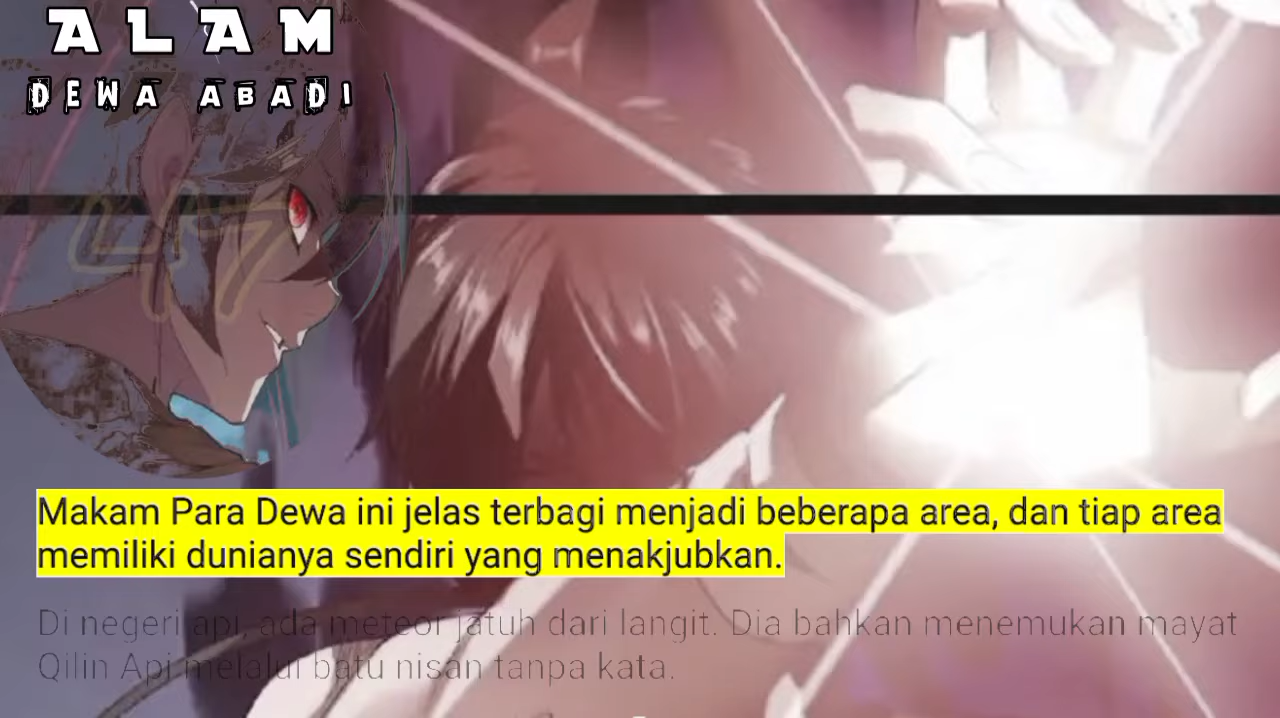 ALAM
DEWA ABADI
47
Makam Para Dewa ini jelas terbagi menjadi beberapa area, dan tiap area
memiliki dunianya sendiri yang menakjubkan.
Di negeri api, ada meteor jatuh dari langit. Dia bahkan menemukan mayat
Qilin Api melalui batu nisan tanpa kata.